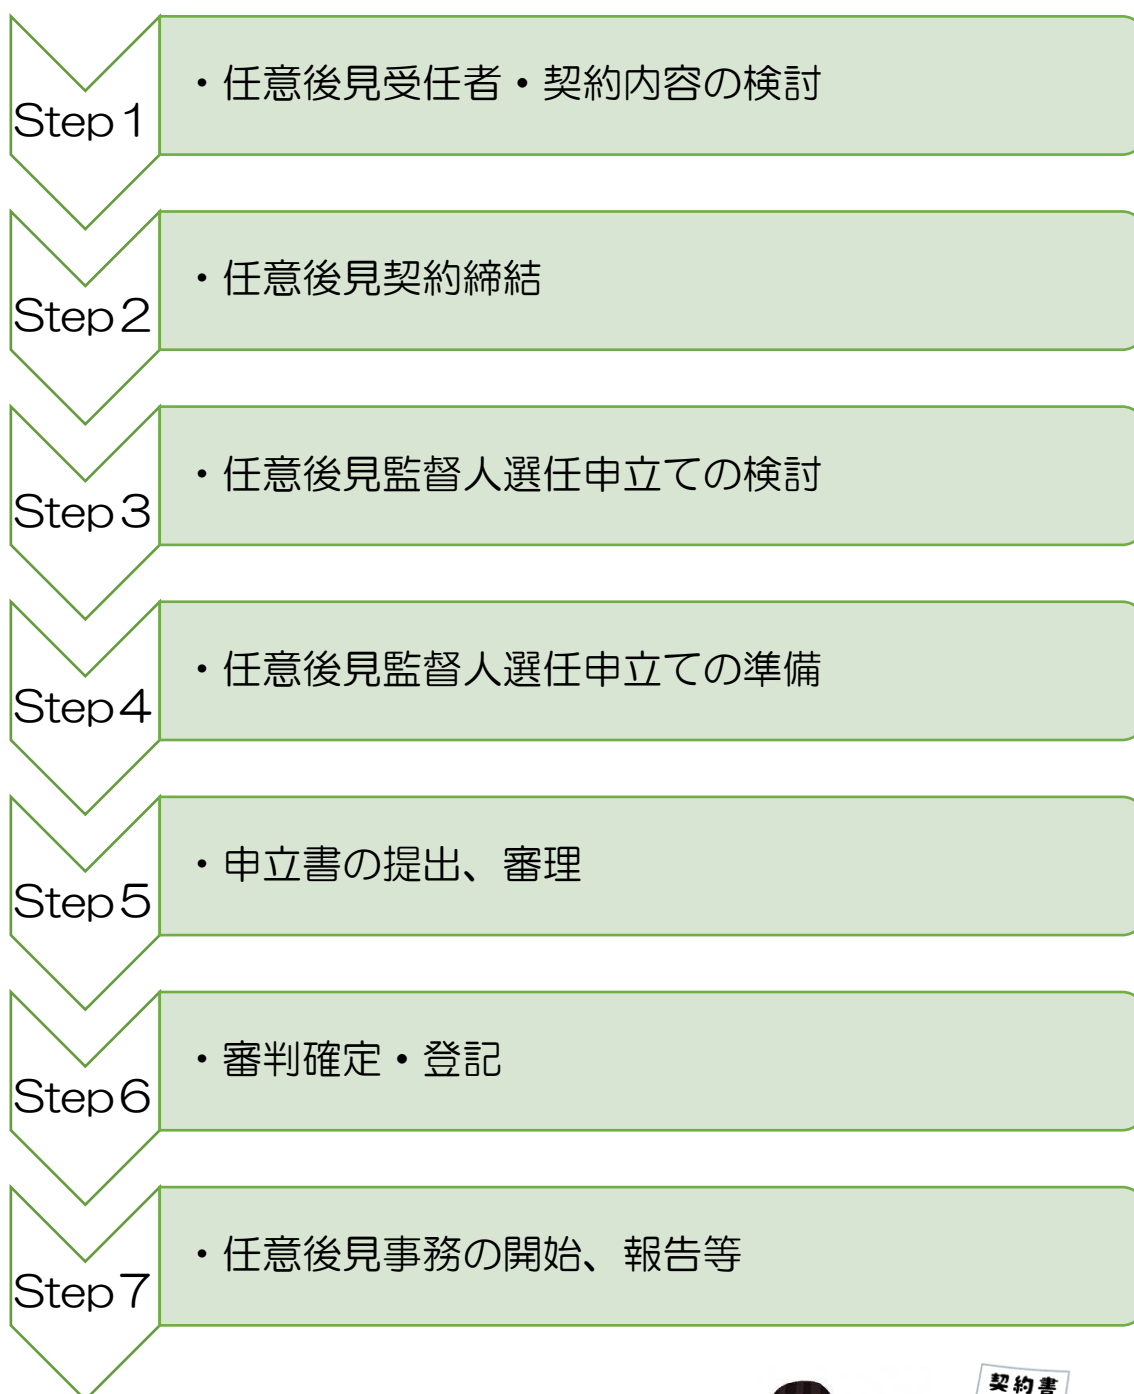 Step1
・任意後見受任者・契約内容の検討
Step2
・任意後見契約締結
Step3
・任意後見監督人選任申立ての検討
Step4
・任意後見監督人選任申立ての準備
Step5
・申立書の提出、審理
Step6
・審判確定・登記
Step7
・任意後見事務の開始、報告等
契約書